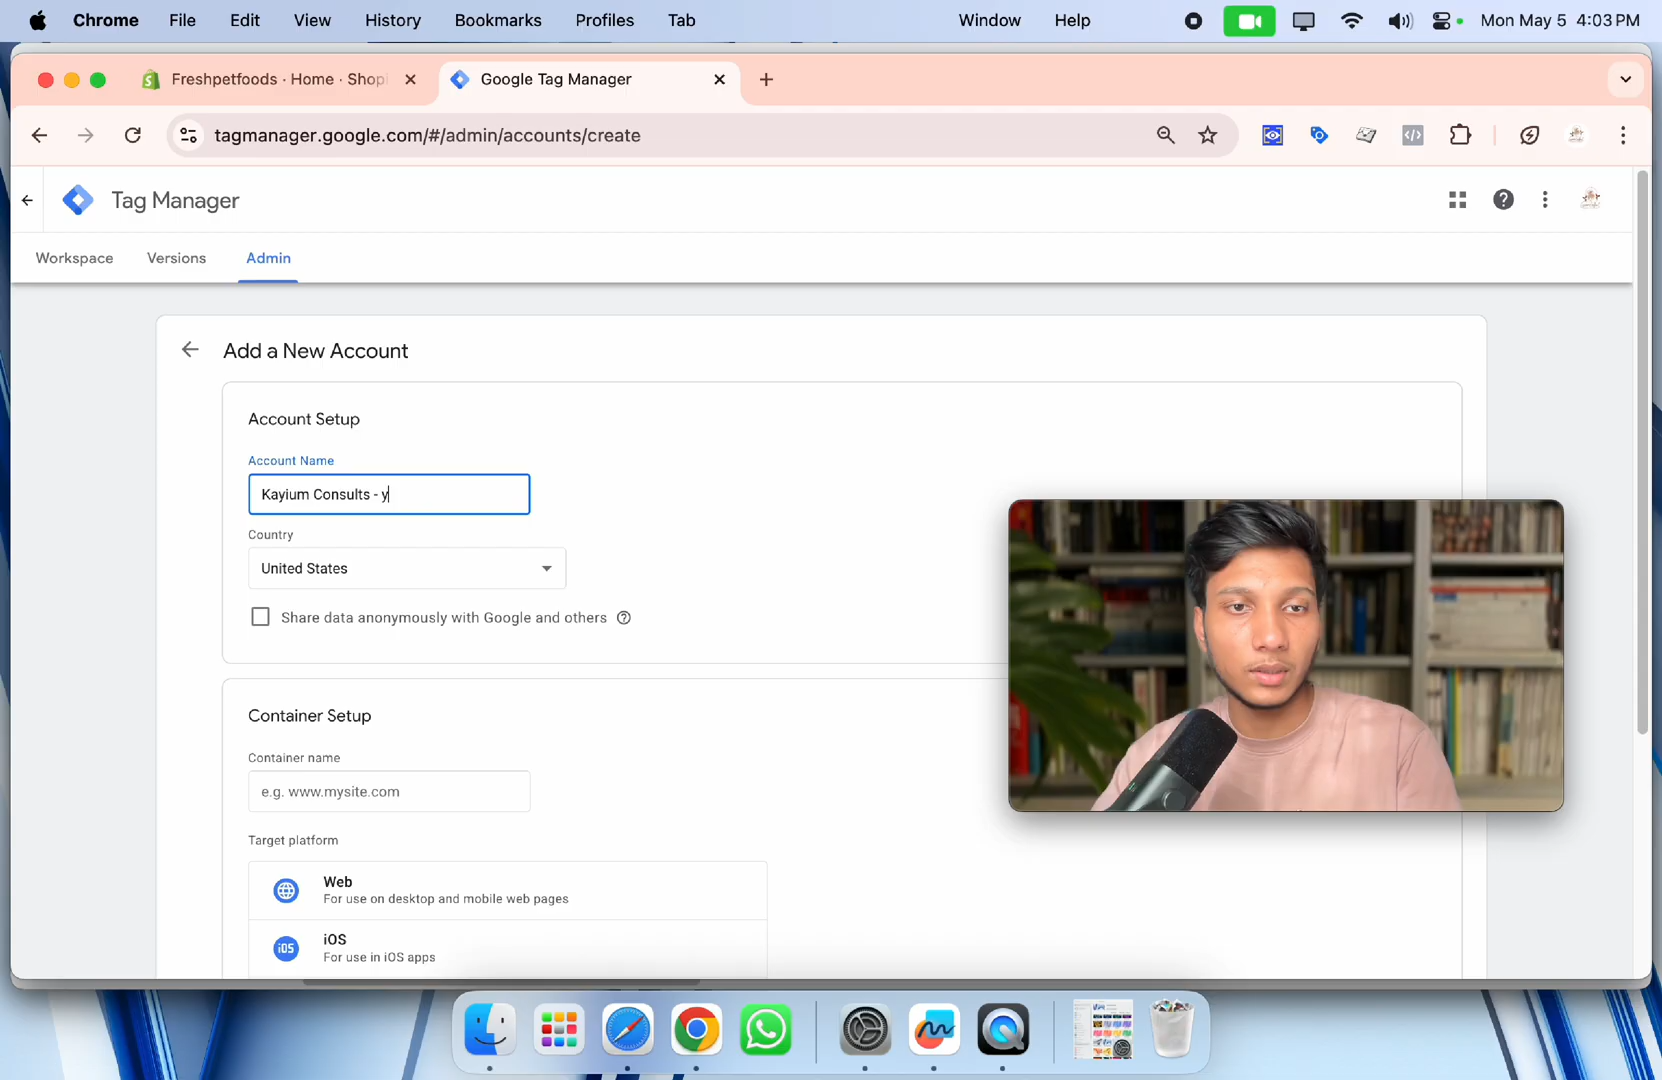 Chrome File Edit View History Bookmarks Profiles Tab Window Help Mon May 5 4:03 PM
Freshpetfoods · Home · Shopi Google Tag Manager
tagmanager.google.com/#/admin/accounts/create
Tag Manager
Workspace Versions Admin
Add a New Account
Account Setup
Account Name
Kayium Consults - y
Country
United States
Share data anonymously with Google and others
Container Setup
Container name
e.g. www.mysite.com
Target platform
Web
For use on desktop and mobile web pages
iOS
iOS
For use in iOS apps